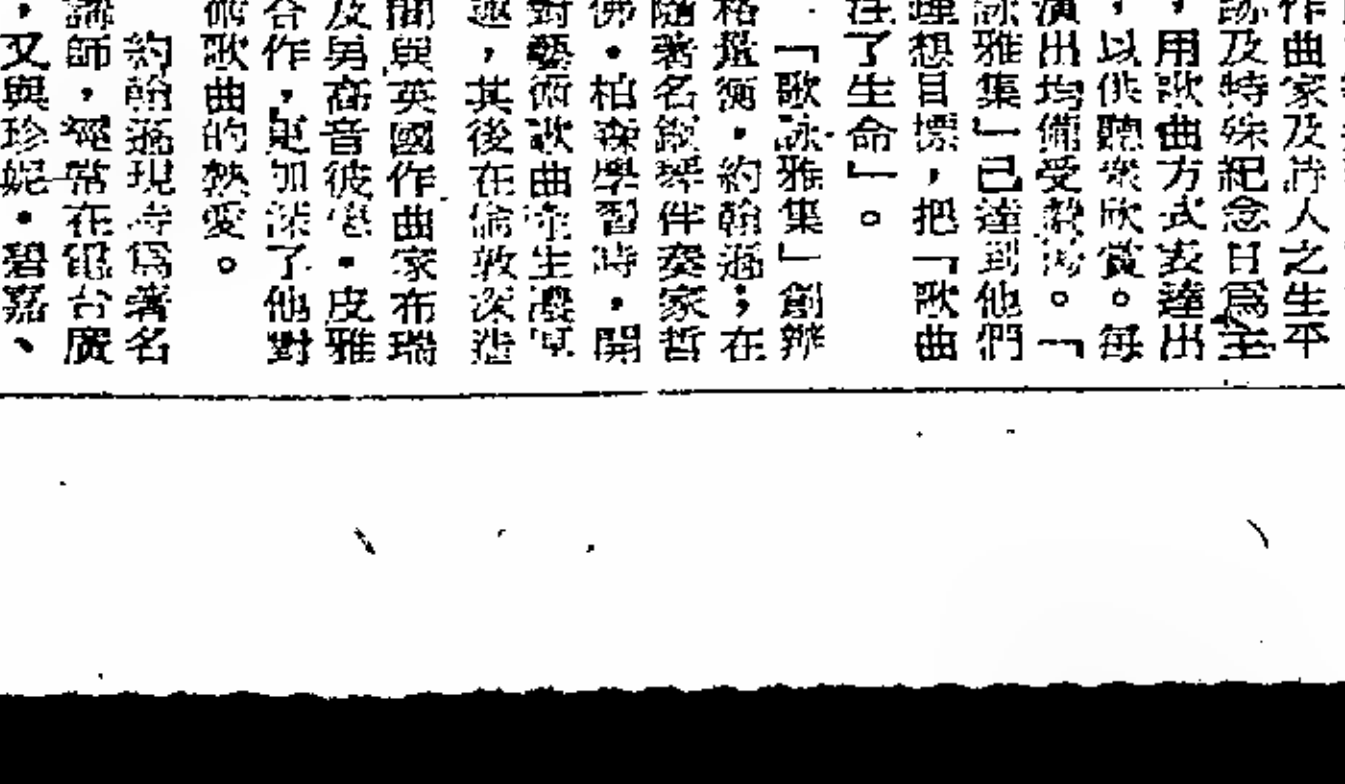 作曲家及詩人之生平
跡及特殊紀念日爲主
，用歌曲方式表達出
，以供聽衆欣賞。每
演出均備受歡
詠雅集」已達到他們
理想目標，把「歌曲
注了生命」。
「歌詠雅集」創辦
格遜・約翰遜；在
隨著名鋼琴伴奏家哲
佛・柏森學習時，開
對藝術歌曲產生濃厚
趣，其後在倫敦深造
間與英國作曲家布瑞
及男高音彼得・皮雅
合作，更加深了他對
術歌曲的熱愛。
約翰遜現時爲著名
講師，經常在電台廣
，又與珍妮・碧嘉、